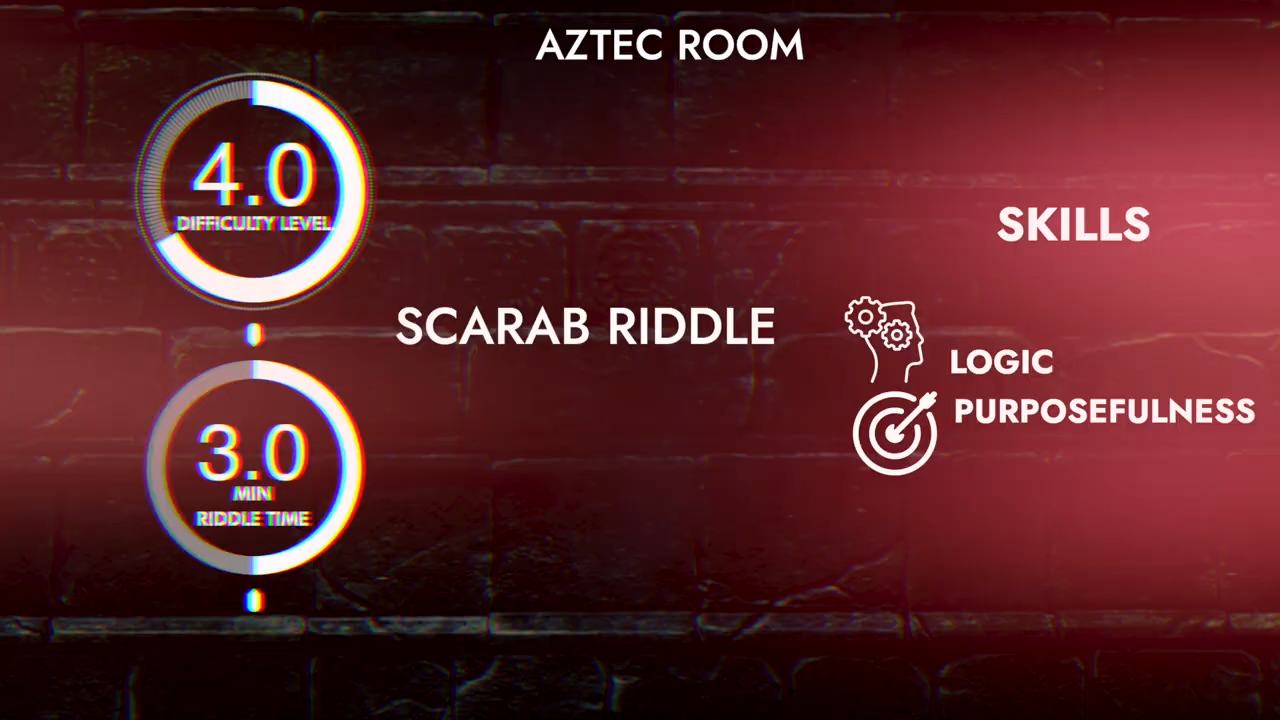 AZTEC ROOM
4.0
DIFFICULTY LEVEL
3.0
MIN
RIDDLE TIME
SCARAB RIDDLE
SKILLS
LOGIC
PURPOSEFULNESS